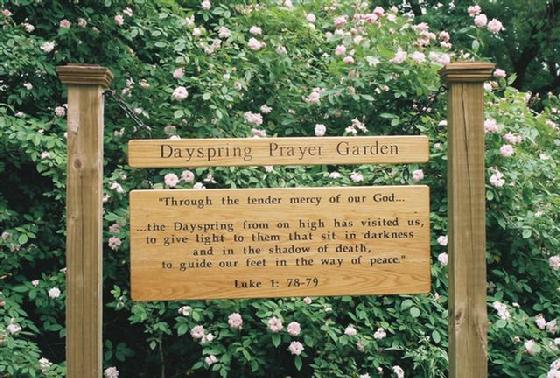 Dayspring Prayer Garden
"Through the tender mercy of our God...
...the Dayspring from on high has visited us,
to give light to them that sit in darkness
and in the shadow of death,
to guide our feet in the way of peace."
Luke 1: 78-79